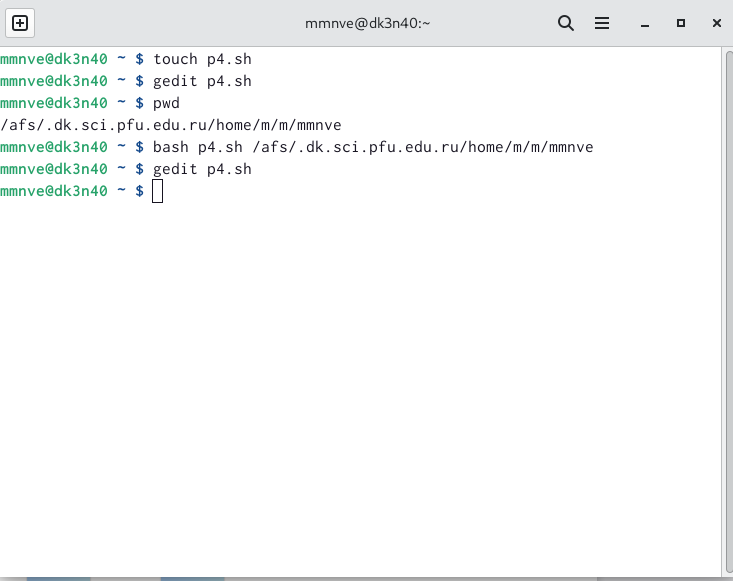 mmnve@dk3n40:~
mmnve@dk3n40 ~ $ touch p4.sh
mmnve@dk3n40 ~ $ gedit p4.sh
mmnve@dk3n40 ~ $ pwd
/afs/.dk.sci.pfu.edu.ru/home/m/m/mmnve
mmnve@dk3n40 ~ $ bash p4.sh /afs/.dk.sci.pfu.edu.ru/home/m/m/mmnve
mmnve@dk3n40 ~ $ gedit p4.sh
mmnve@dk3n40 ~ $